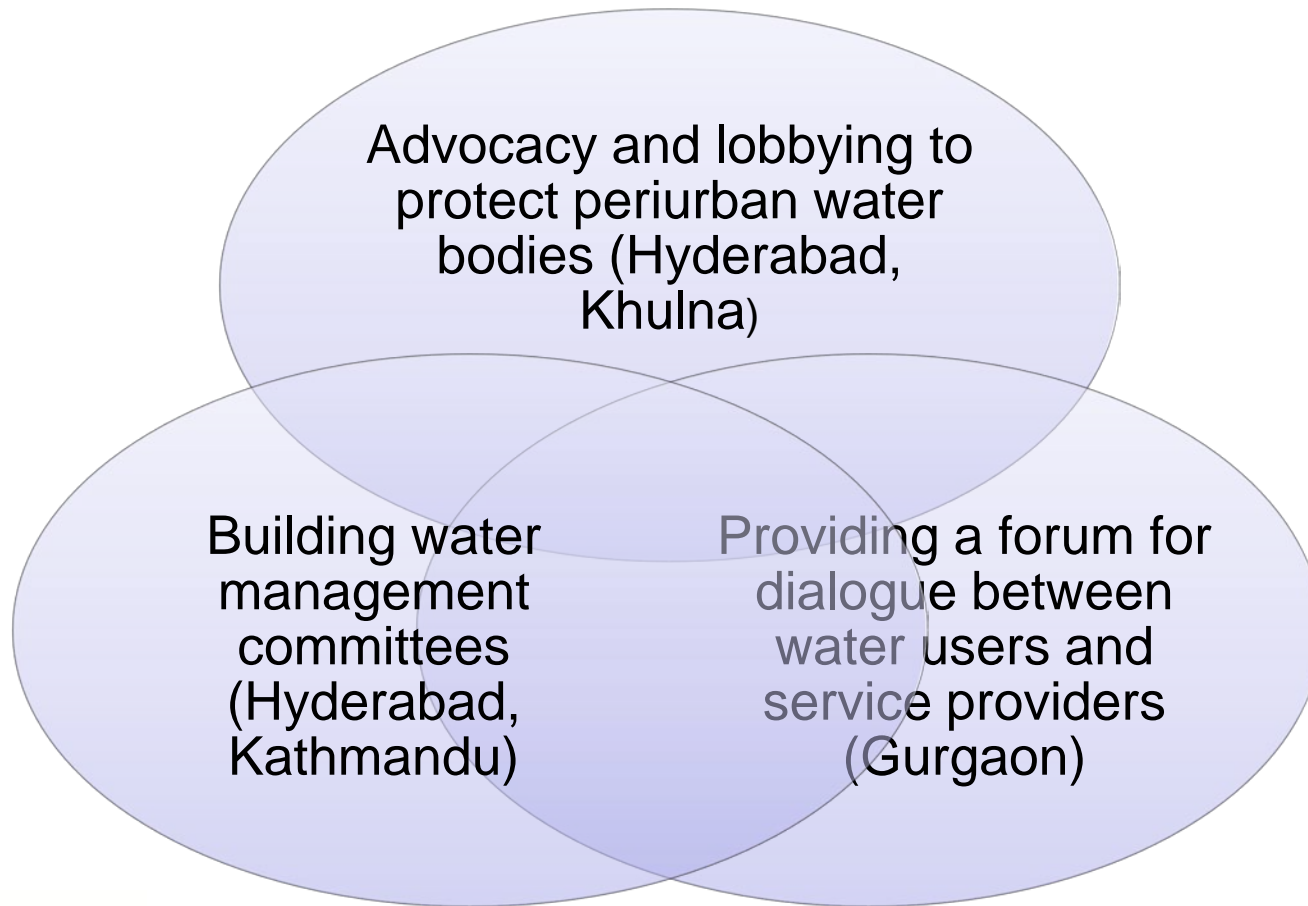 Advocacy and lobbying to
protect periurban water
bodies (Hyderabad,
Khulna)
Building water
management
committees
(Hyderabad,
Kathmandu)
Providing a forum for
dialogue between
water users and
service providers
(Gurgaon)